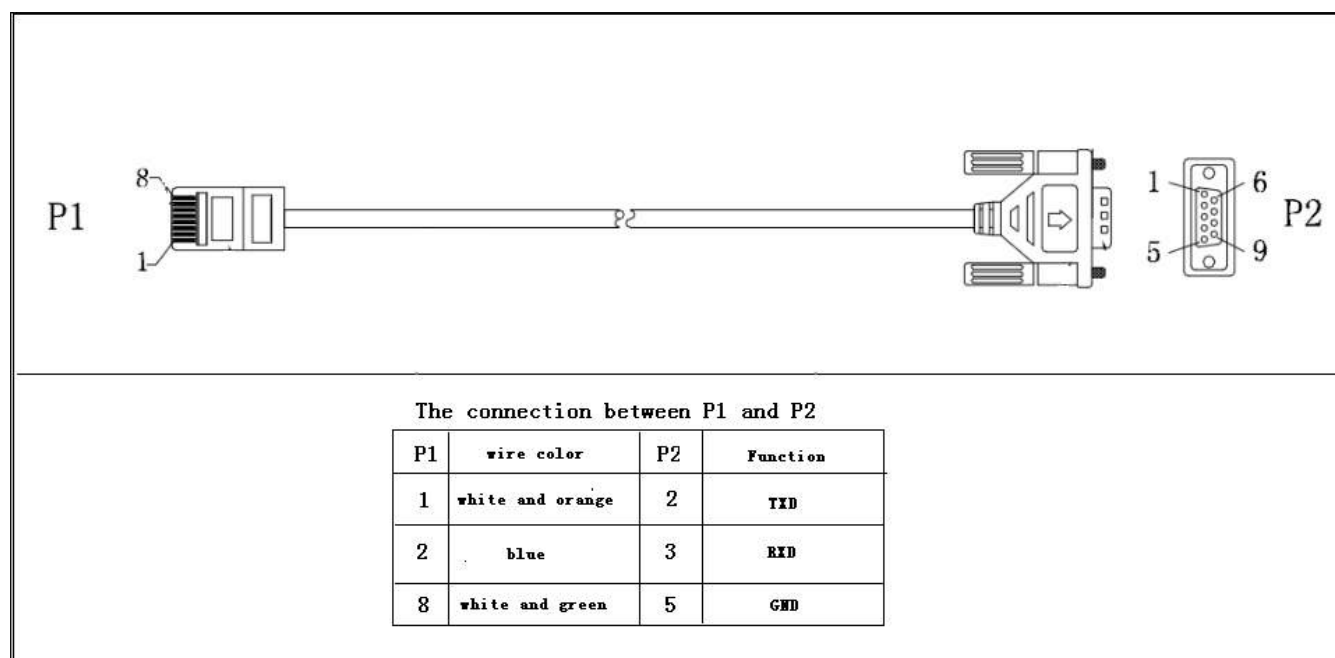 8
1
P1
1 6
5 9
P2
The connection between P1 and P2
P1 wire color P2 Function
1 white and orange 2 TXD
2 blue 3 RXD
8 white and green 5 GND